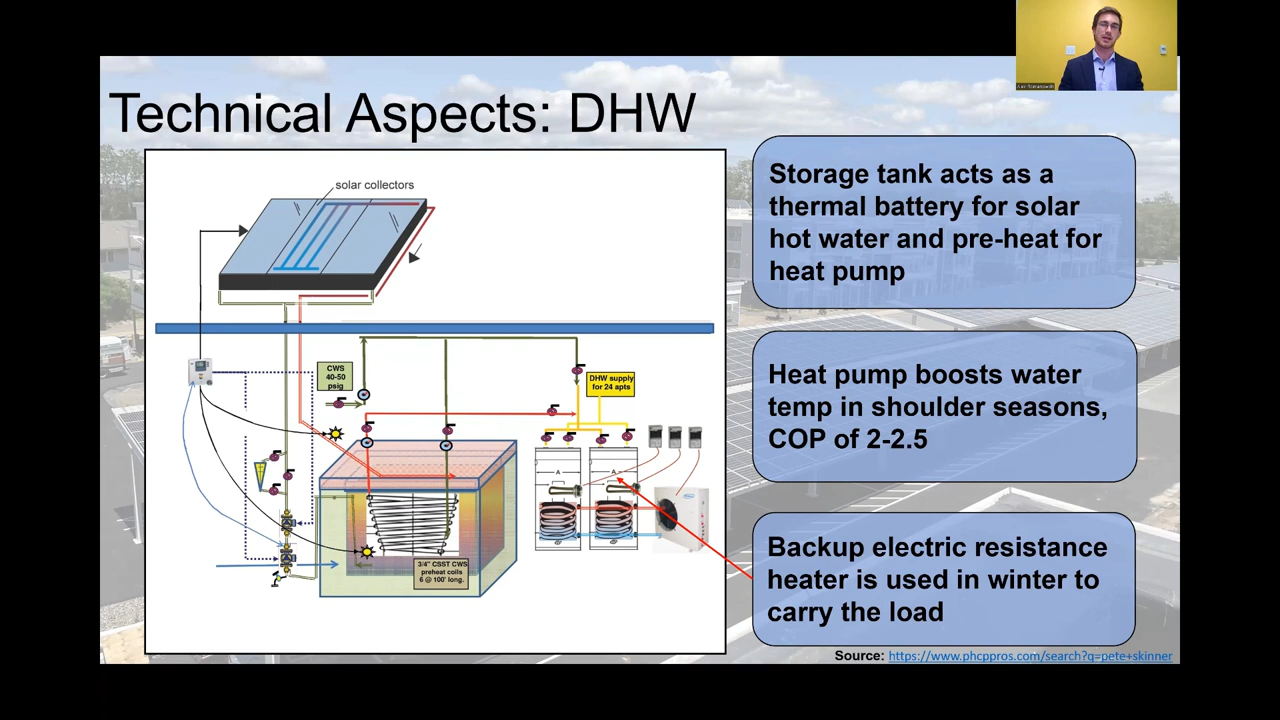 Technical Aspects: DHW
solar collectors
CWS
40-50
psig
DHW supply
for 24 apts
A
A
3/4" CSST CWS
preheat coils
6 @ 100' long.
Storage tank acts as a
thermal battery for solar
hot water and pre-heat for
heat pump
Heat pump boosts water
temp in shoulder seasons,
COP of 2-2.5
Backup electric resistance
heater is used in winter to
carry the load
Source: https://www.phcppros.com/search?q=pete+skinner